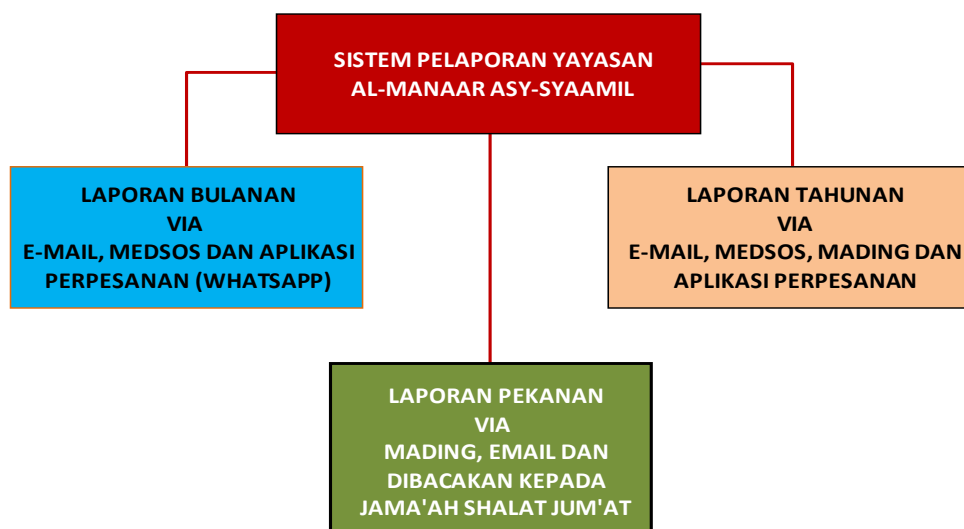 SISTEM PELAPORAN YAYASAN
AL-MANAAR ASY-SYAAMIL
LAPORAN BULANAN
VIA
E-MAIL, MEDSOS DAN APLIKASI
PERPESANAN (WHATSAPP)
LAPORAN TAHUNAN
VIA
E-MAIL, MEDSOS, MADING DAN
APLIKASI PERPESANAN
LAPORAN PEKANAN
VIA
MADING, EMAIL DAN
DIBACAKAN KEPADA
JAMA'AH SHALAT JUM'AT